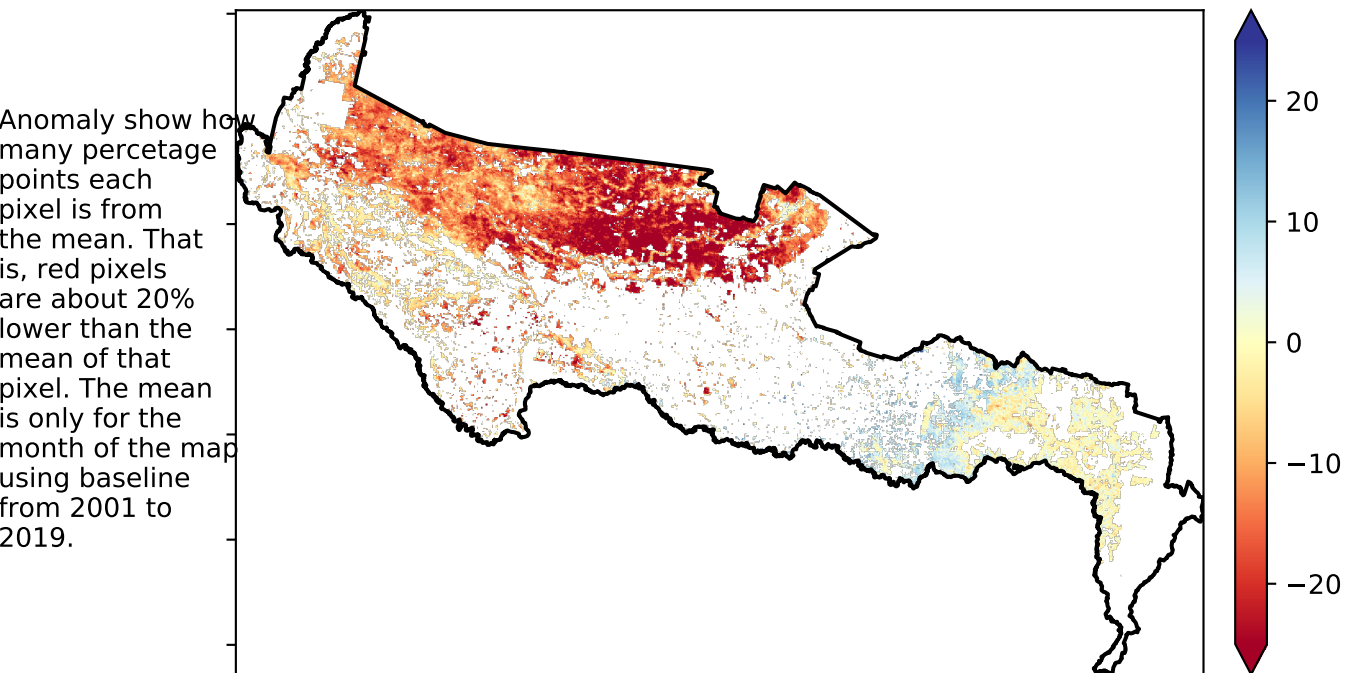 Anomaly show how
many percetage
points each
pixel is from
the mean. That
is, red pixels
are about 20%
lower than the
mean of that
pixel. The mean
is only for the
month of the map
using baseline
from 2001 to
2019.
20
10
0
−10
−20